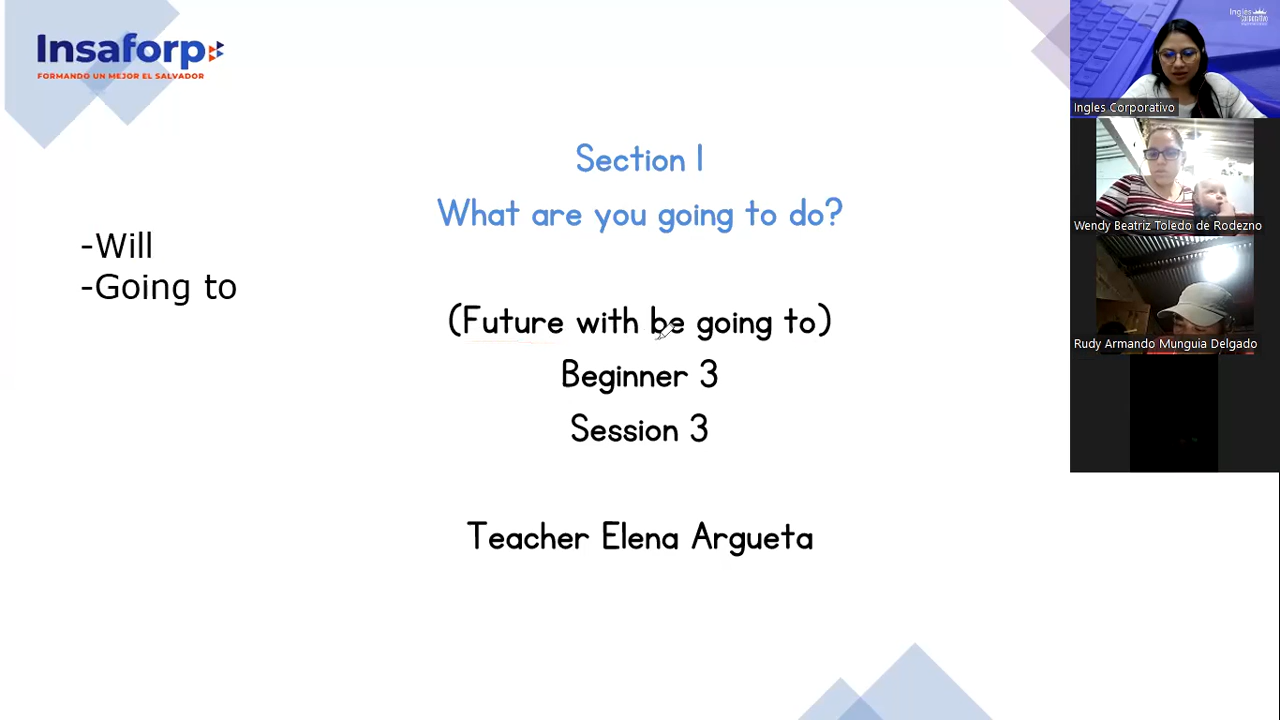 Insaforp
FORMANDO UN MEJOR EL SALVADOR
Section 1
What are you going to do?
-Will
-Going to
(Future with be going to)
Beginner 3
Session 3
Teacher Elena Argueta
Ingles
Ingles Corporativo
Wendy Beatriz Toledo de Rodezno
Rudy Armando Munguia Delgado